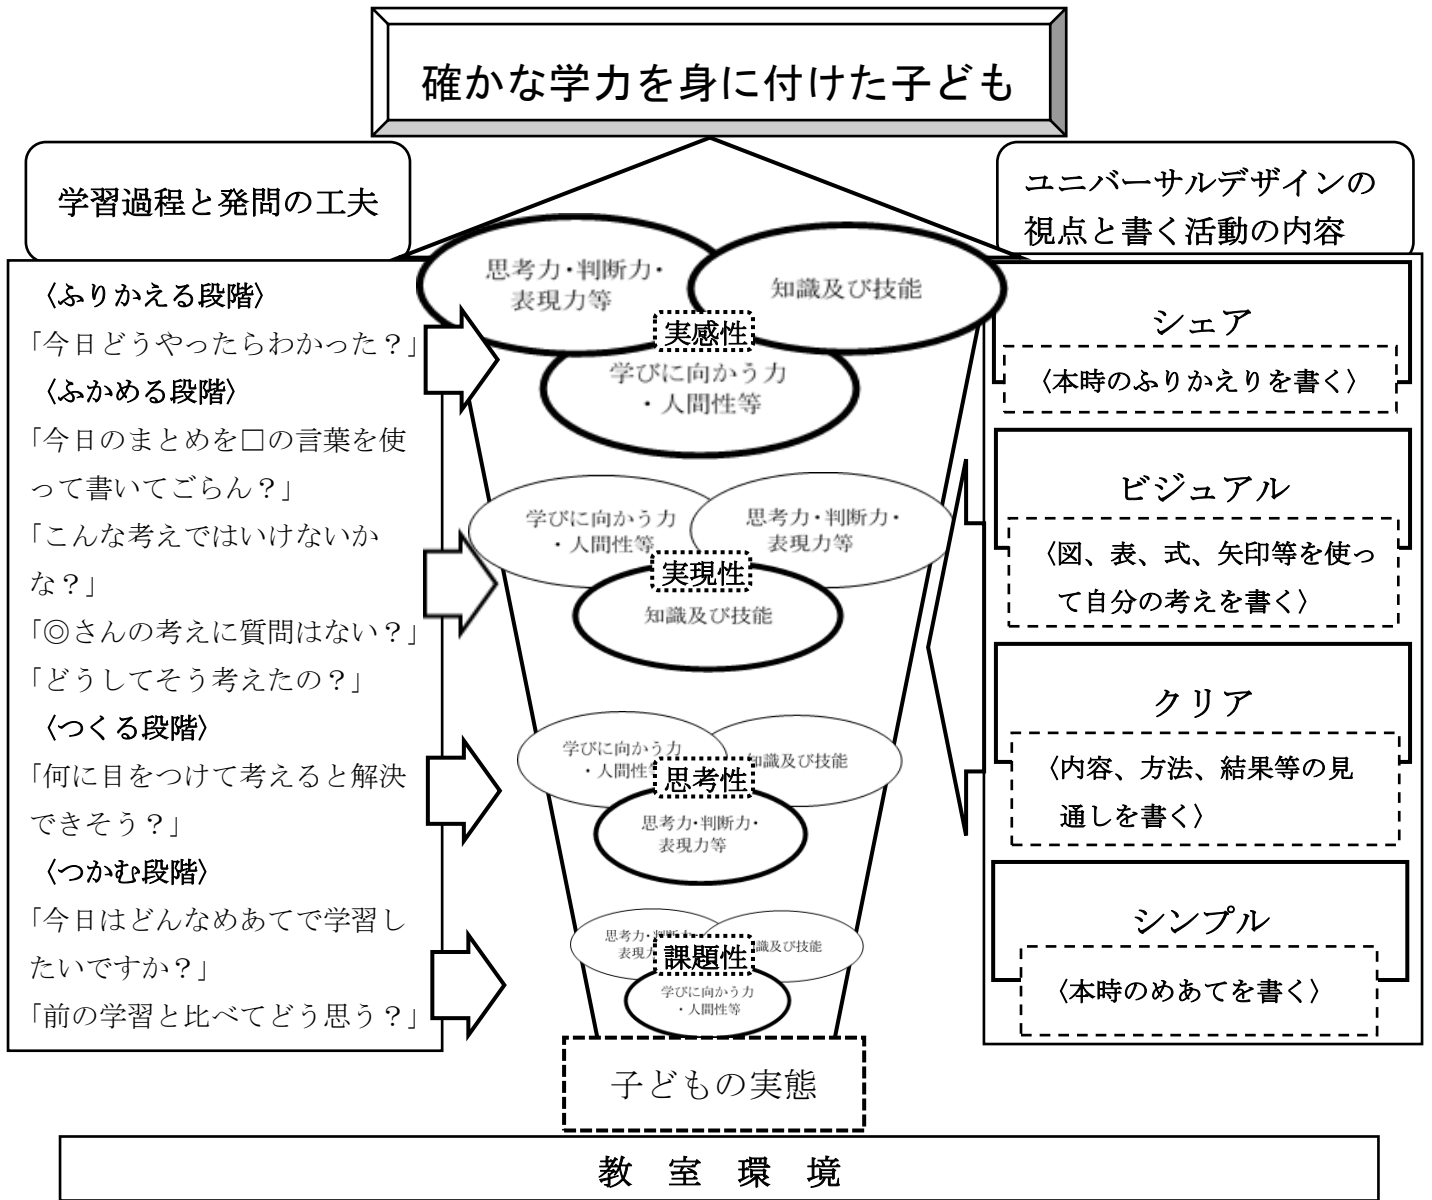 確かな学力を身に付けた子ども
学習過程と発問の工夫
〈ふりかえる段階〉
「今日どうやったらわかった?」
〈ふかめる段階〉
「今日のまとめを□の言葉を使
って書いてごらん?」
「こんな考えではいけないか
な?」
「◎さんの考えに質問はない?」
「どうしてそう考えたの?」
〈つくる段階〉
「何に目をつけて考えると解決
できそう?」
〈つかむ段階〉
「今日はどんなめあてで学習し
たいですか?」
「前の学習と比べてどう思う?」
思考力・判断力・
表現力等
知識及び技能
実感性
学びに向かう力
・人間性等
学びに向かう力
・人間性等
思考力・判断力・
表現力等
実現性
知識及び技能
学びに向かう力
・人間性
知識及び技能
思考性
思考力・判断力・
表現力等
思考力・判断力・
表現
識及び技能
課題性
学びに向かう力
・人間性等
子どもの実態
ユニバーサルデザインの
視点と書く活動の内容
シェア
〈本時のふりかえりを書く〉
ビジュアル
〈図、表、式、矢印等を使っ
て自分の考えを書く〉
クリア
〈内容、方法、結果等の見
通しを書く〉
シンプル
〈本時のめあてを書く〉
教 室 環 境